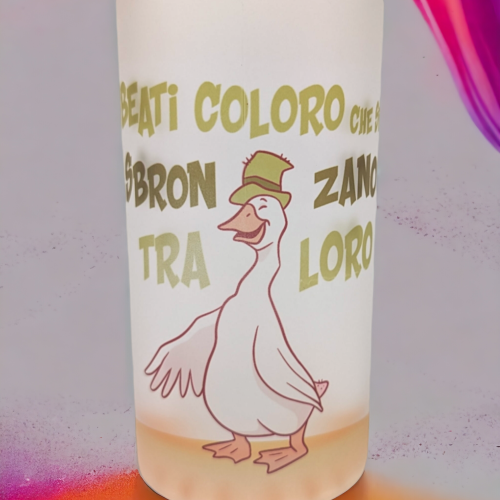 BEATi COLORO CHE S
SBRON ZANO
TRA LORO